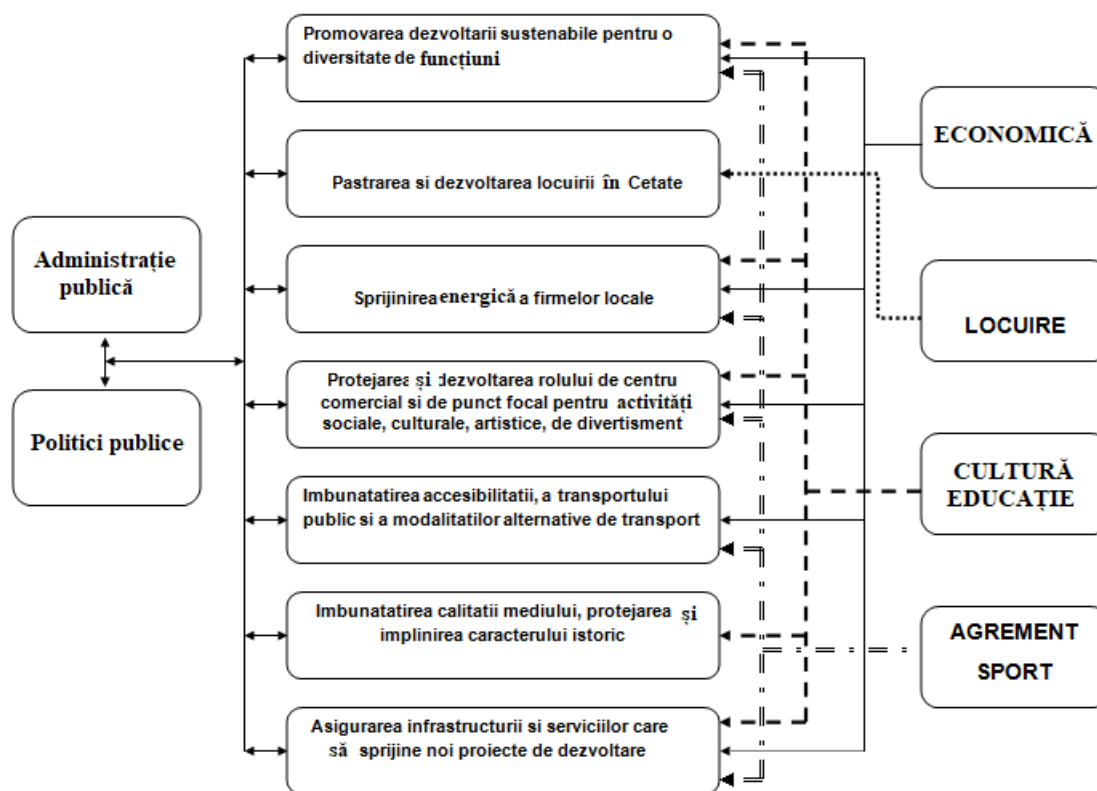 Administrație
publică
Politici publice
Promovarea dezvoltarii sustenabile pentru o
diversitate de funcțiuni
Pastrarea si dezvoltarea locuirii în Cetate
Sprijinirea energică a firmelor locale
Protejarea și dezvoltarea rolului de centru
comercial si de punct focal pentru activități
sociale, culturale, artistice, de divertisment
Imbunatatirea accesibilitatii, a transportului
public si a modalitatilor alternative de transport
Imbunatatirea calitatii mediului, protejarea și
implinirea caracterului istoric
Asigurarea infrastructurii si serviciilor care
să sprijine noi proiecte de dezvoltare
ECONOMICĂ
LOCUIRE
CULTURĂ
EDUCAȚIE
AGREMENT
SPORT